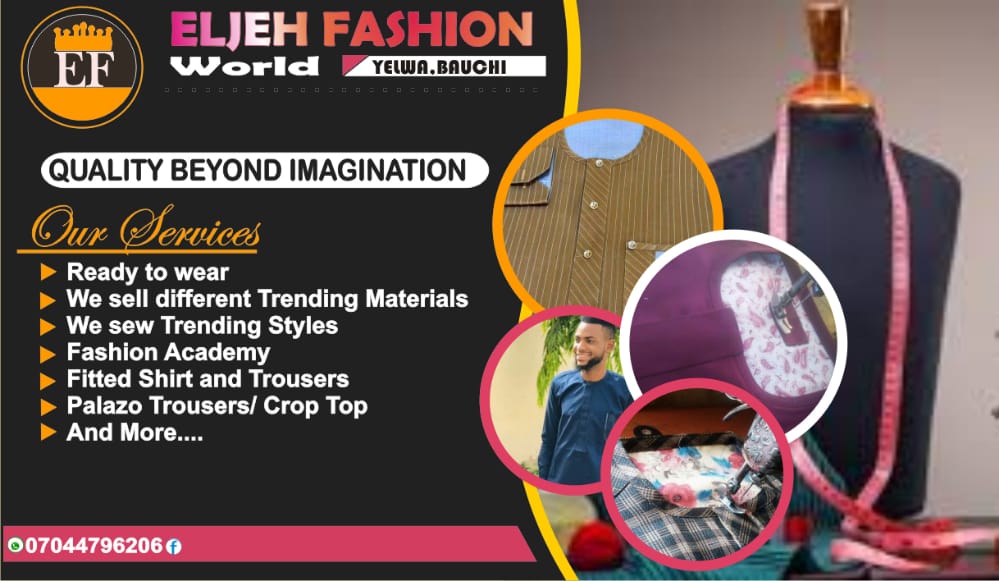 EF
ELJEH FASHION
World YELWA,BAUCHI
QUALITY BEYOND IMAGINATION
Our Services
Ready to wear
We sell different Trending Materials
We sew Trending Styles
Fashion Academy
Fitted Shirt and Trousers
Palazo Trousers/ Crop Top
And More....
07044796206